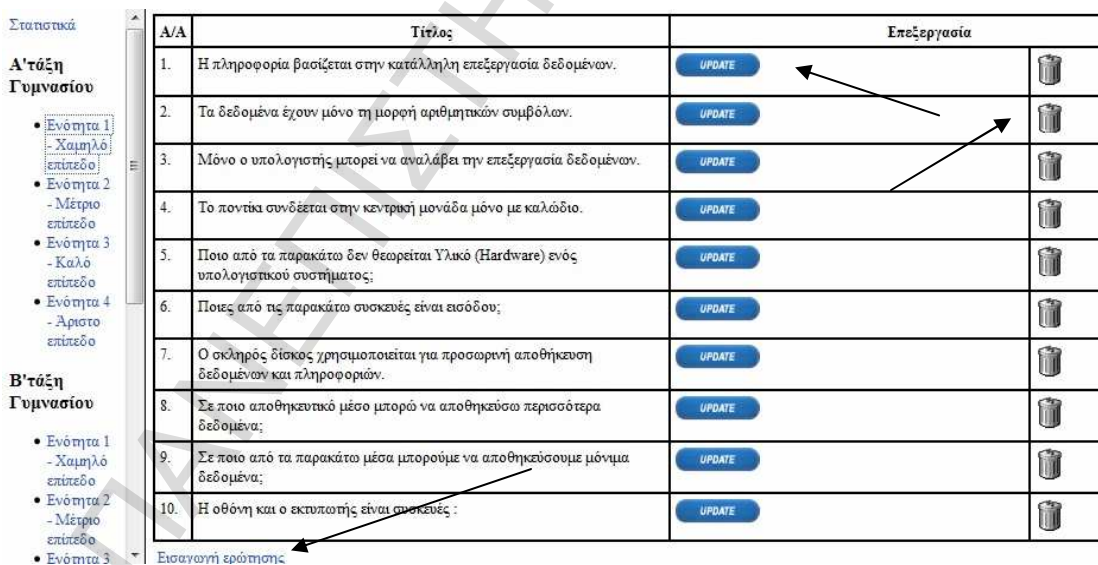 Στατιστικά
Α'τάξη
Γυμνασίου
Ενότητα 1
- Χαμηλό
επίπεδο
Ενότητα 2
- Μέτριο
επίπεδο
Ενότητα 3
- Καλό
επίπεδο
Ενότητα 4
- Άριστο
επίπεδο
Β'τάξη
Γυμνασίου
Ενότητα 1
- Χαμηλό
επίπεδο
Ενότητα 2
- Μέτριο
επίπεδο
Ενότητα 3
Α/Α Τίτλος Επεξεργασία
1. Η πληροφορία βασίζεται στην κατάλληλη επεξεργασία δεδομένων. UPDATE
2. Τα δεδομένα έχουν μόνο τη μορφή αριθμητικών συμβόλων. UPDATE
3. Μόνο ο υπολογιστής μπορεί να αναλάβει την επεξεργασία δεδομένων. UPDATE
4. Το ποντίκι συνδέεται στην κεντρική μονάδα μόνο με καλώδιο. UPDATE
5. Ποιο από τα παρακάτω δεν θεωρείται Υλικό (Hardware) ενός UPDATE
υπολογιστικού συστήματος;
6. Ποιες από τις παρακάτω συσκευές είναι εισόδου; UPDATE
7. Ο σκληρός δίσκος χρησιμοποιείται για προσωρινή αποθήκευση UPDATE
δεδομένων και πληροφοριών.
8. Σε ποιο αποθηκευτικό μέσο μπορώ να αποθηκεύσω περισσότερα UPDATE
δεδομένα;
9. Σε ποιο από τα παρακάτω μέσα μπορούμε να αποθηκεύσουμε μόνιμα UPDATE
δεδομένα;
10. Η οθόνη και ο εκτυπωτής είναι συσκευές : UPDATE
Εισαγωγή ερώτησης
ΠΑΝΕΠΙΣΤΗ